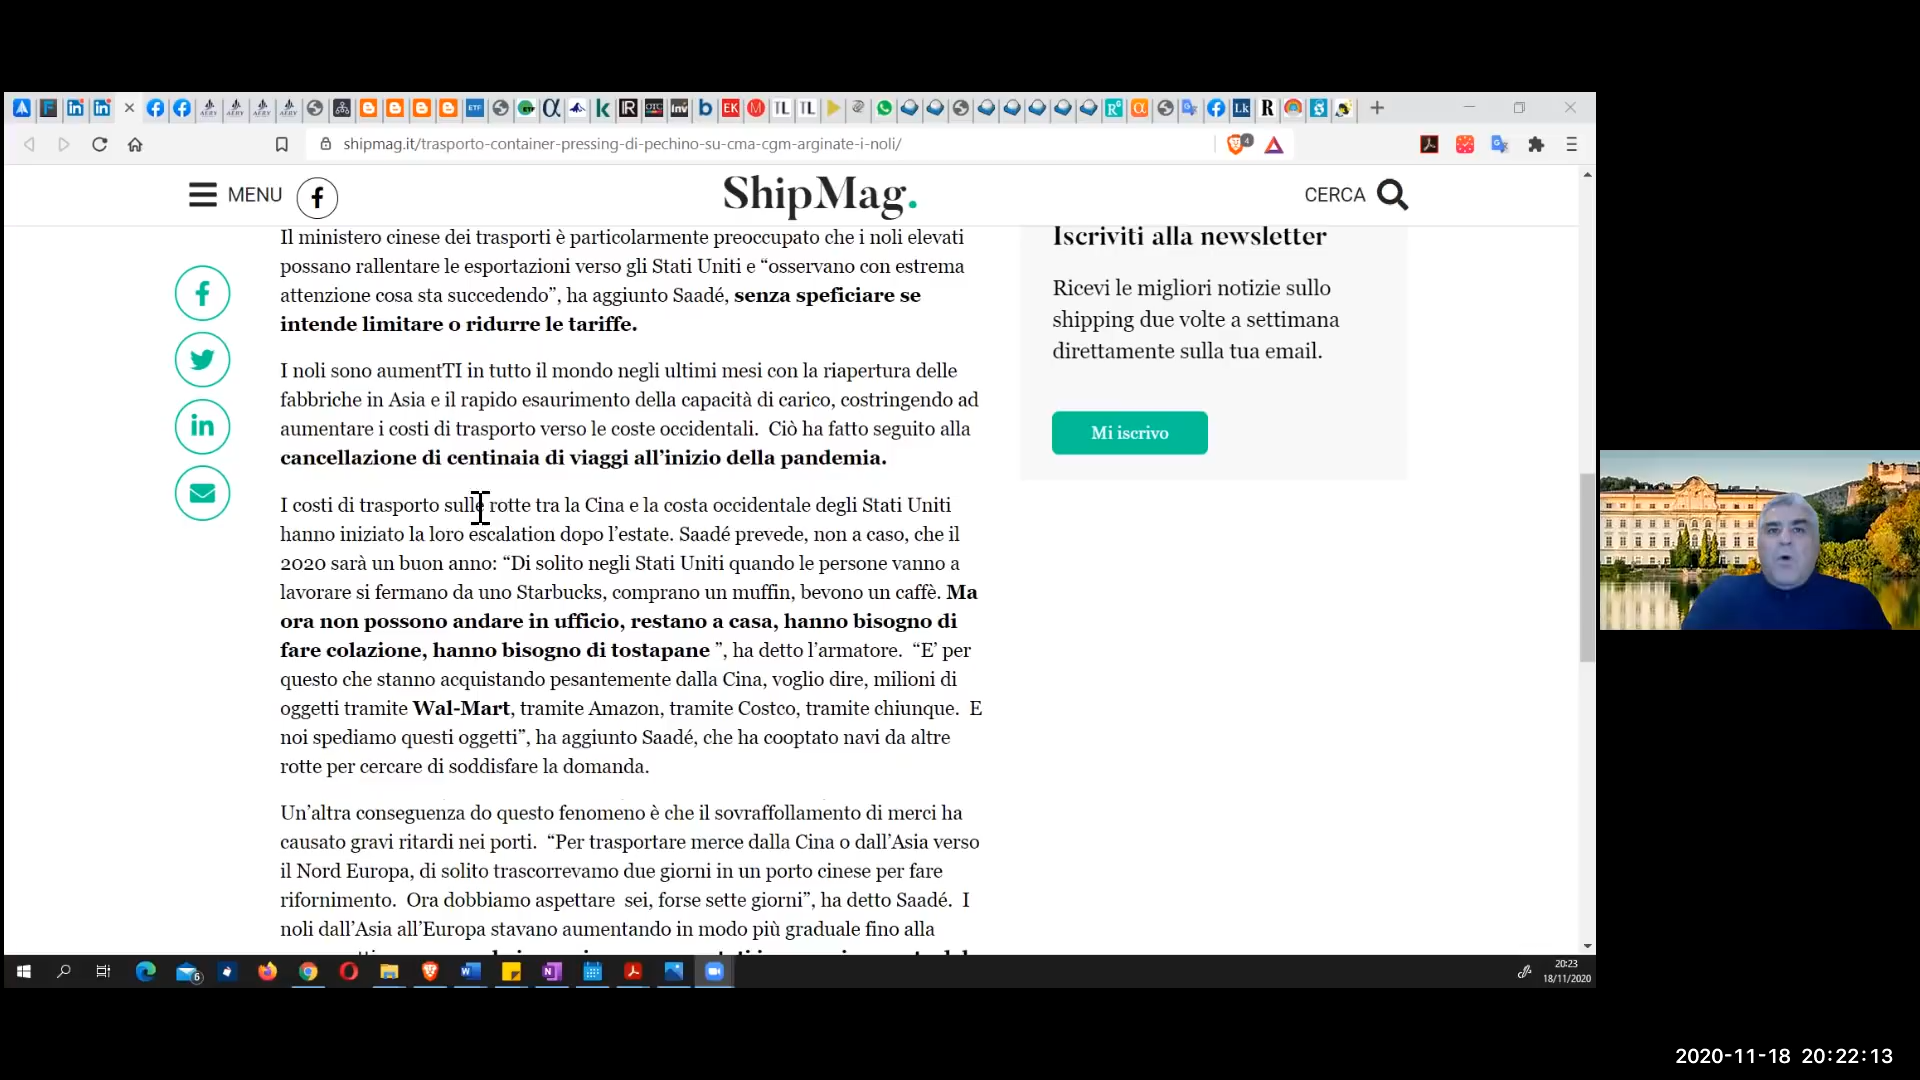 shipmag.it/trasporto-container-pressing-di-pechino-su-cma-cgm-arginate-i-noli/
MENU
ShipMag.
CERCA
Il ministero cinese dei trasporti è particolarmente preoccupato che i noli elevati
possano rallentare le esportazioni verso gli Stati Uniti e “osservano con estrema
attenzione cosa sta succedendo”, ha aggiunto Saadé, senza speficiare se
intende limitare o ridurre le tariffe.
I noli sono aumentTI in tutto il mondo negli ultimi mesi con la riapertura delle
fabbriche in Asia e il rapido esaurimento della capacità di carico, costringendo ad
aumentare i costi di trasporto verso le coste occidentali.  Ciò ha fatto seguito alla
cancellazione di centinaia di viaggi all’inizio della pandemia.
I costi di trasporto sulle rotte tra la Cina e la costa occidentale degli Stati Uniti
hanno iniziato la loro escalation dopo l’estate. Saadé prevede, non a caso, che il
2020 sarà un buon anno: “Di solito negli Stati Uniti quando le persone vanno a
lavorare si fermano da uno Starbucks, comprano un muffin, bevono un caffè. Ma
ora non possono andare in ufficio, restano a casa, hanno bisogno di
fare colazione, hanno bisogno di tostapane ”, ha detto l’armatore.  “E’ per
questo che stanno acquistando pesantemente dalla Cina, voglio dire, milioni di
oggetti tramite Wal-Mart, tramite Amazon, tramite Costco, tramite chiunque.  E
noi spediamo questi oggetti”, ha aggiunto Saadé, che ha cooptato navi da altre
rotte per cercare di soddisfare la domanda.
Un’altra conseguenza do questo fenomeno è che il sovraffollamento di merci ha
causato gravi ritardi nei porti.  “Per trasportare merce dalla Cina o dall’Asia verso
il Nord Europa, di solito trascorrevamo due giorni in un porto cinese per fare
rifornimento.  Ora dobbiamo aspettare  sei, forse sette giorni”, ha detto Saadé.  I
noli dall’Asia all’Europa stavano aumentando in modo più graduale fino alla
Iscriviti alla newsletter
Ricevi le migliori notizie sullo
shipping due volte a settimana
direttamente sulla tua email.
Mi iscrivo
20:23
18/11/2020
2020-11-18 20:22:13